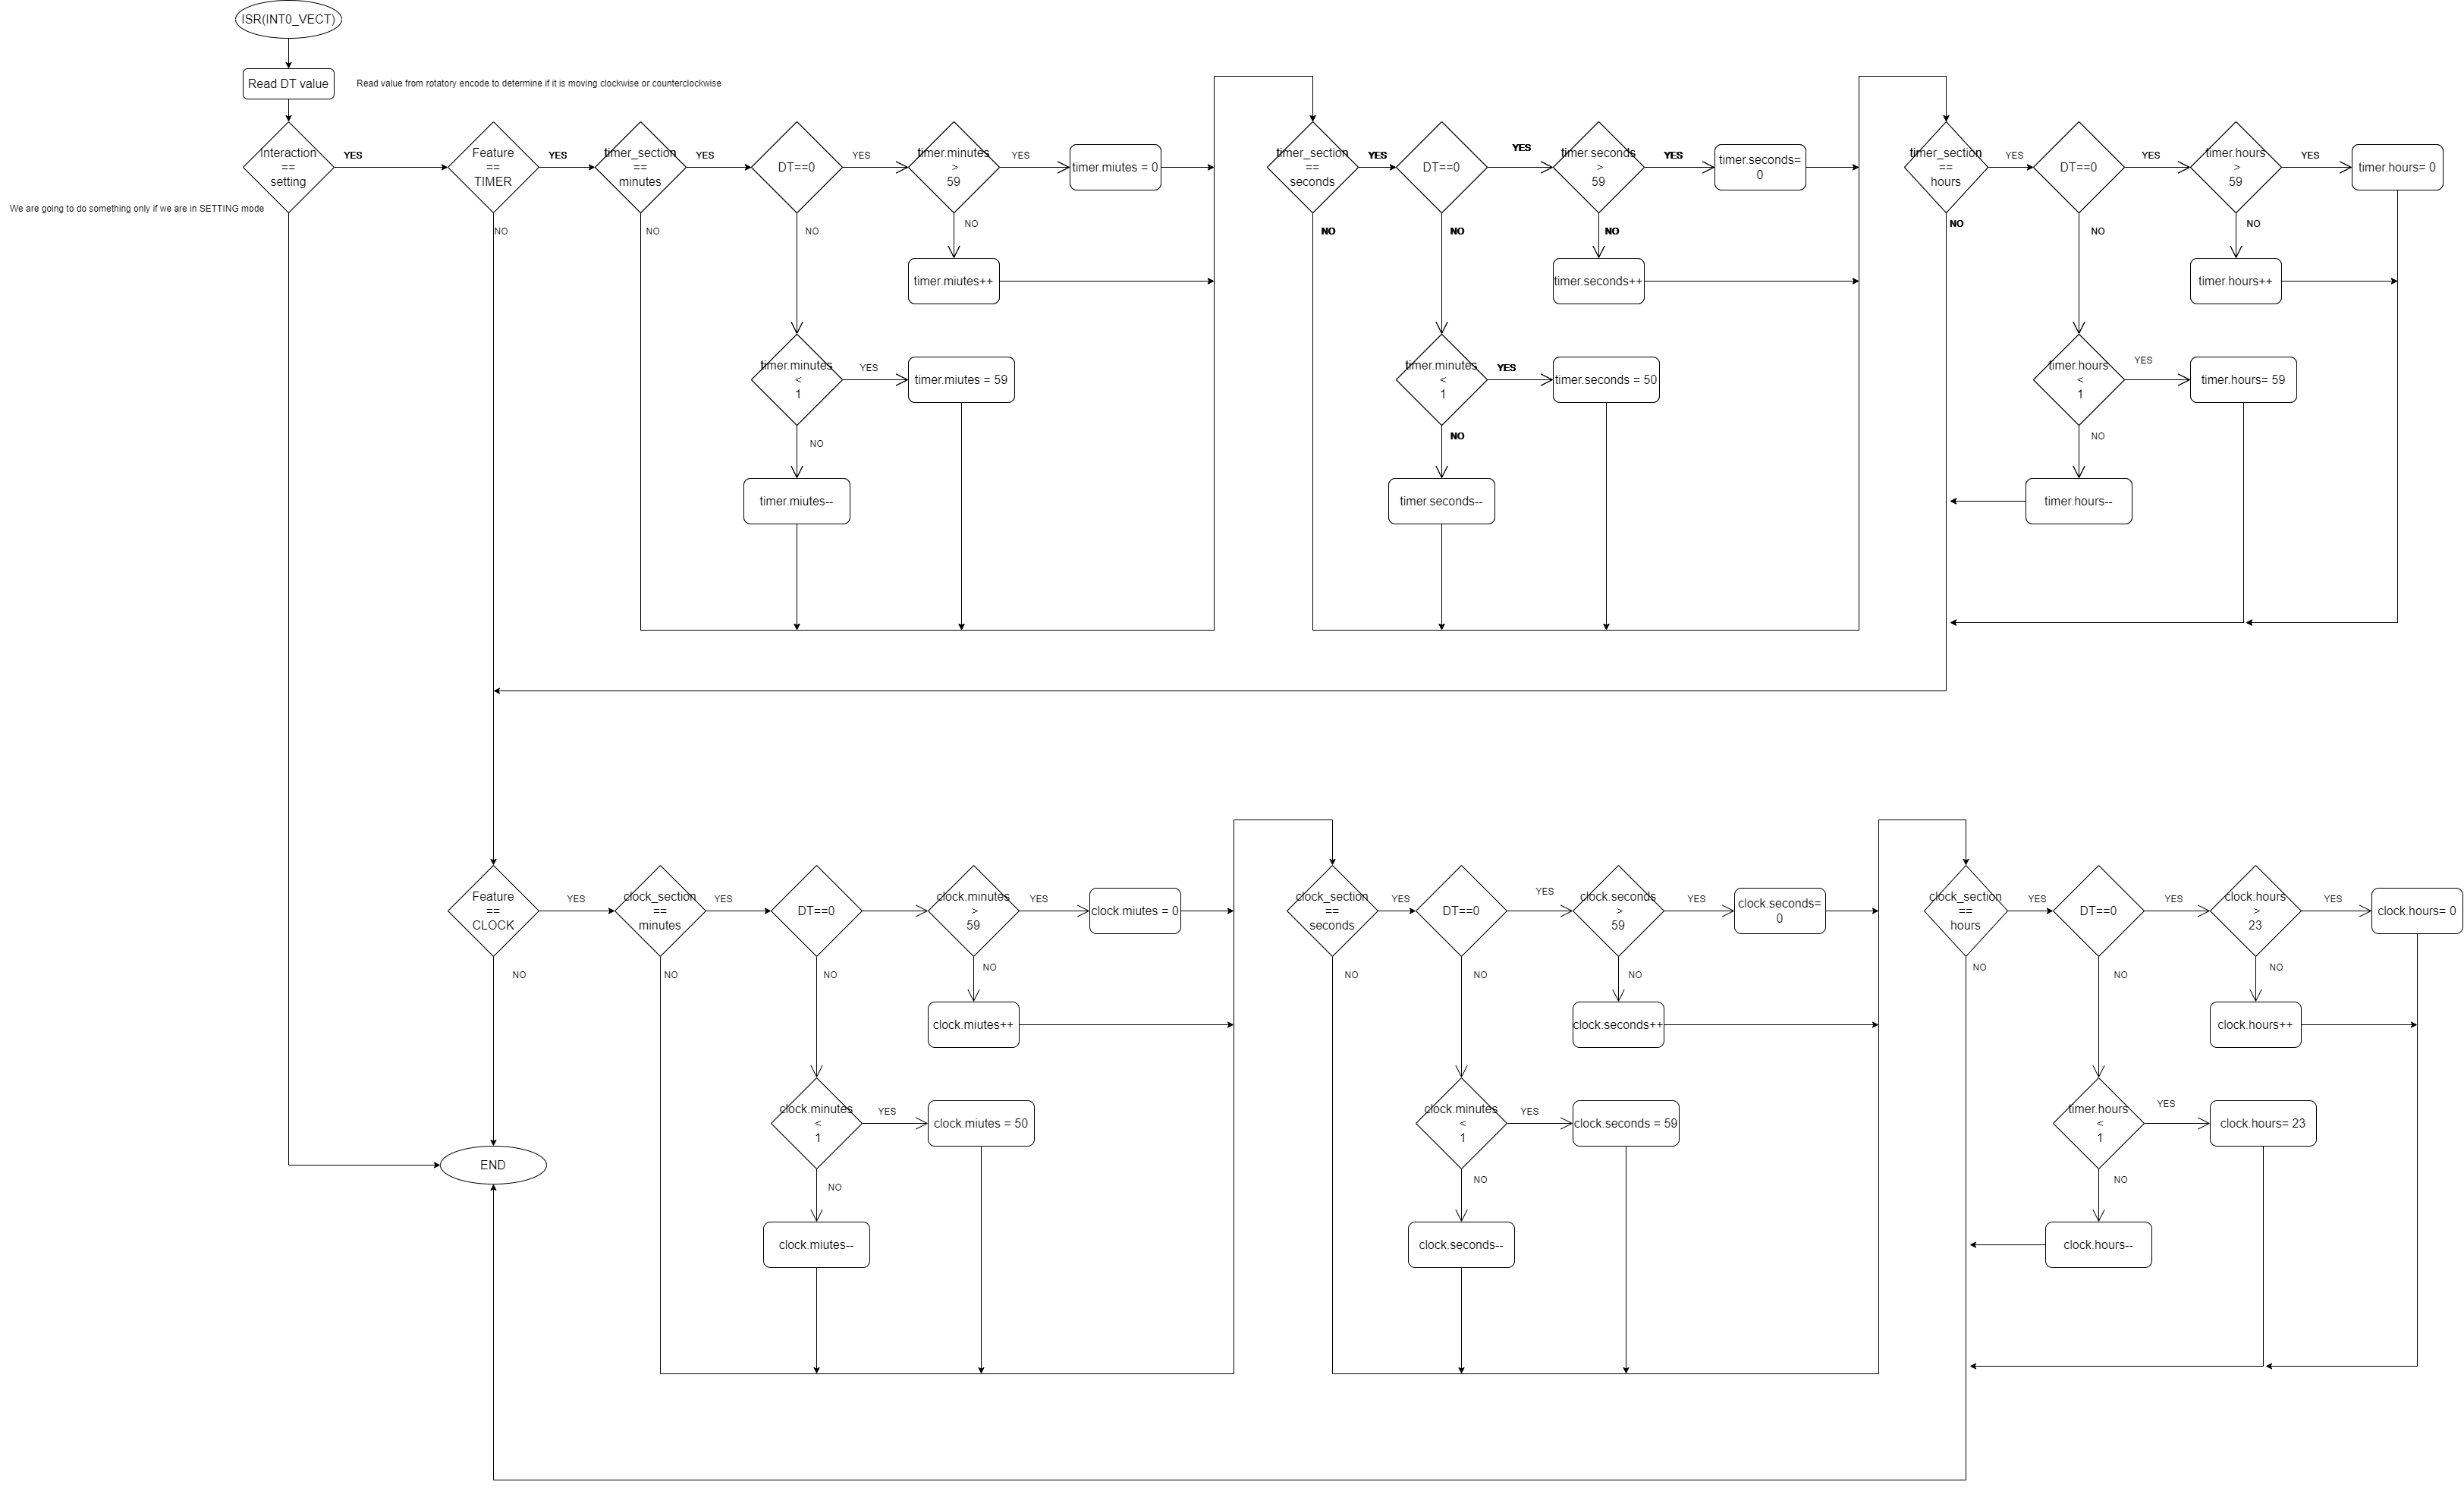 ISR(INT0_VECT)
Read DT value
Read value from rotatory encode to determine if it is moving clockwise or counterclockwise
Interaction
==
setting
YES
We are going to do something only if we are in SETTING mode
Feature
==
TIMER
YES
NO
timer_section
==
minutes
YES
NO
DT==0
YES
NO
timer.minutes
>
59
YES
NO
timer.miutes = 0
timer.miutes++
timer.minutes
<
1
YES
NO
timer.miutes = 59
timer.miutes--
timer_section
==
seconds
YES
NO
DT==0
YES
NO
timer.seconds
>
59
YES
NO
timer.seconds=
0
timer.seconds++
timer.minutes
<
1
YES
NO
timer.seconds = 50
timer.seconds--
timer_section
==
hours
YES
NO
DT==0
YES
NO
timer.hours
>
59
YES
NO
timer.hours= 0
timer.hours++
timer.hours
<
1
YES
NO
timer.hours= 59
timer.hours--
Feature
==
CLOCK
YES
NO
clock_section
==
minutes
YES
NO
DT==0
NO
clock.minutes
>
59
YES
NO
clock.miutes = 0
clock.miutes++
clock.minutes
<
1
YES
NO
clock.miutes = 50
clock.miutes--
clock_section
==
seconds
YES
NO
DT==0
YES
NO
clock.seconds
>
59
YES
NO
clock.seconds=
0
clock.seconds++
clock.minutes
<
1
YES
NO
clock.seconds = 59
clock.seconds--
clock_section
==
hours
YES
NO
DT==0
YES
NO
clock.hours
>
23
YES
NO
clock.hours= 0
clock.hours++
timer.hours
<
1
YES
NO
clock.hours= 23
clock.hours--
END